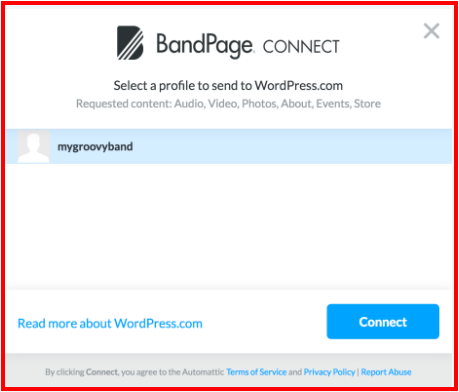 BandPage CONNECT
Select a profile to send to WordPress.com
Requested content: Audio, Video, Photos, About, Events, Store
mygroovyband
Read more about WordPress.com
Connect
By clicking Connect, you agree to the Automattic Terms of Service and Privacy Policy | Report Abuse